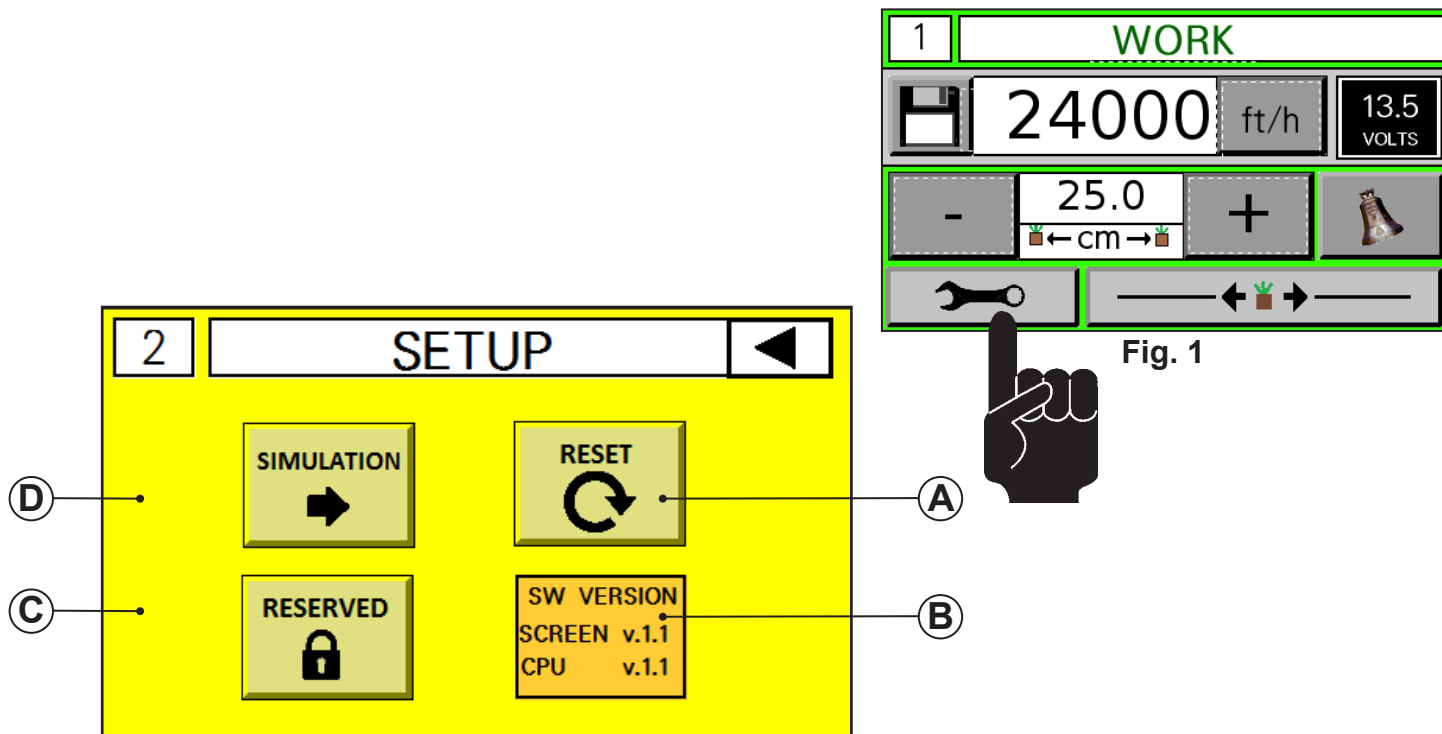 1 WORK
24000 ft/h 13.5
VOLTS
- 25.0 +
cm
Fig. 1
2 SETUP
SIMULATION RESET
D A
RESERVED SW VERSION
C B
SCREEN v.1.1
CPU v.1.1